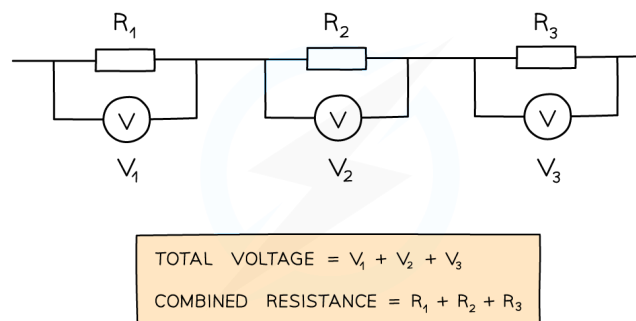 R₁ R₂ R₃
V V V
V₁ V₂ V₃
TOTAL VOLTAGE = V₁ + V₂ + V₃
COMBINED RESISTANCE = R₁ + R₂ + R₃